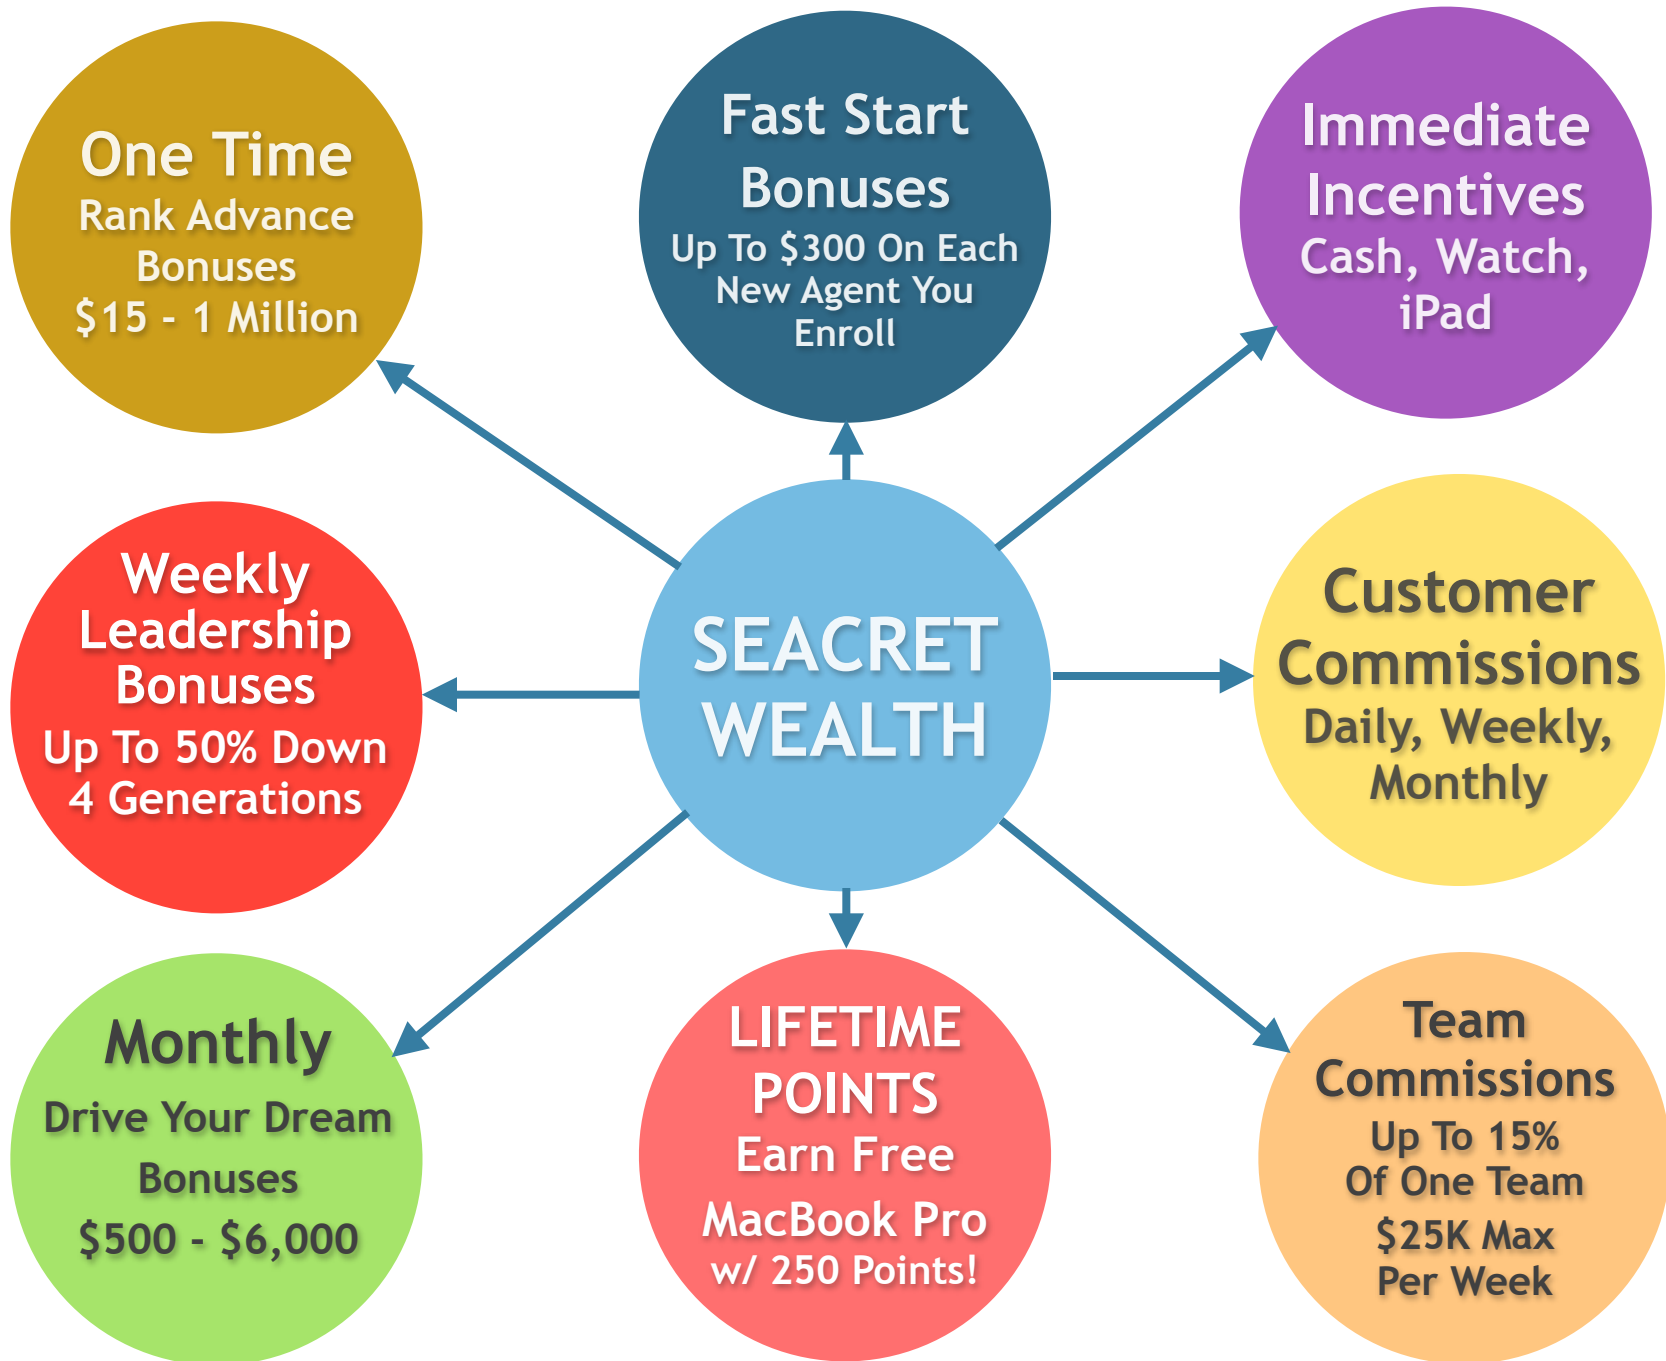 One Time
Rank Advance
Bonuses
$15 - 1 Million
Fast Start
Bonuses
Up To $300 On Each
New Agent You
Enroll
Immediate
Incentives
Cash, Watch,
iPad
Weekly
Leadership
Bonuses
Up To 50% Down
4 Generations
SEACRET
WEALTH
Customer
Commissions
Daily, Weekly,
Monthly
Monthly
Drive Your Dream
Bonuses
$500 - $6,000
LIFETIME
POINTS
Earn Free
MacBook Pro
w/ 250 Points!
Team
Commissions
Up To 15%
Of One Team
$25K Max
Per Week